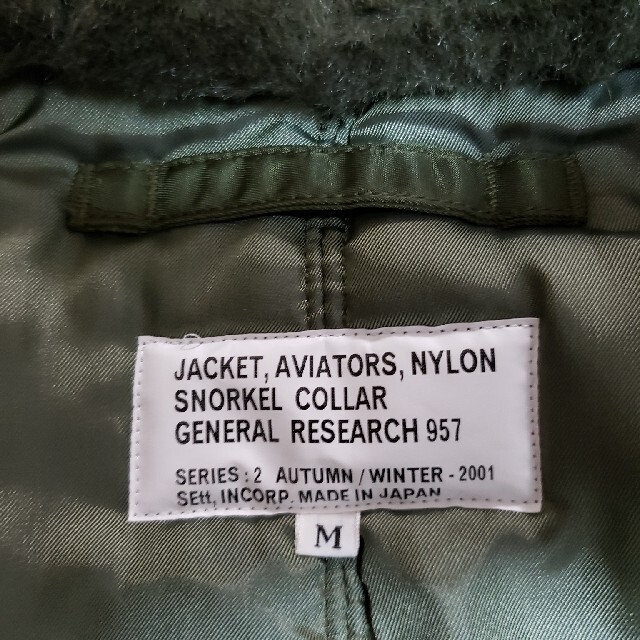 JACKET, AVIATORS, NYLON
SNORKEL COLLAR
GENERAL RESEARCH 957
SERIES : 2 AUTUMN / WINTER - 2001
SEtt, INCORP. MADE IN JAPAN
M